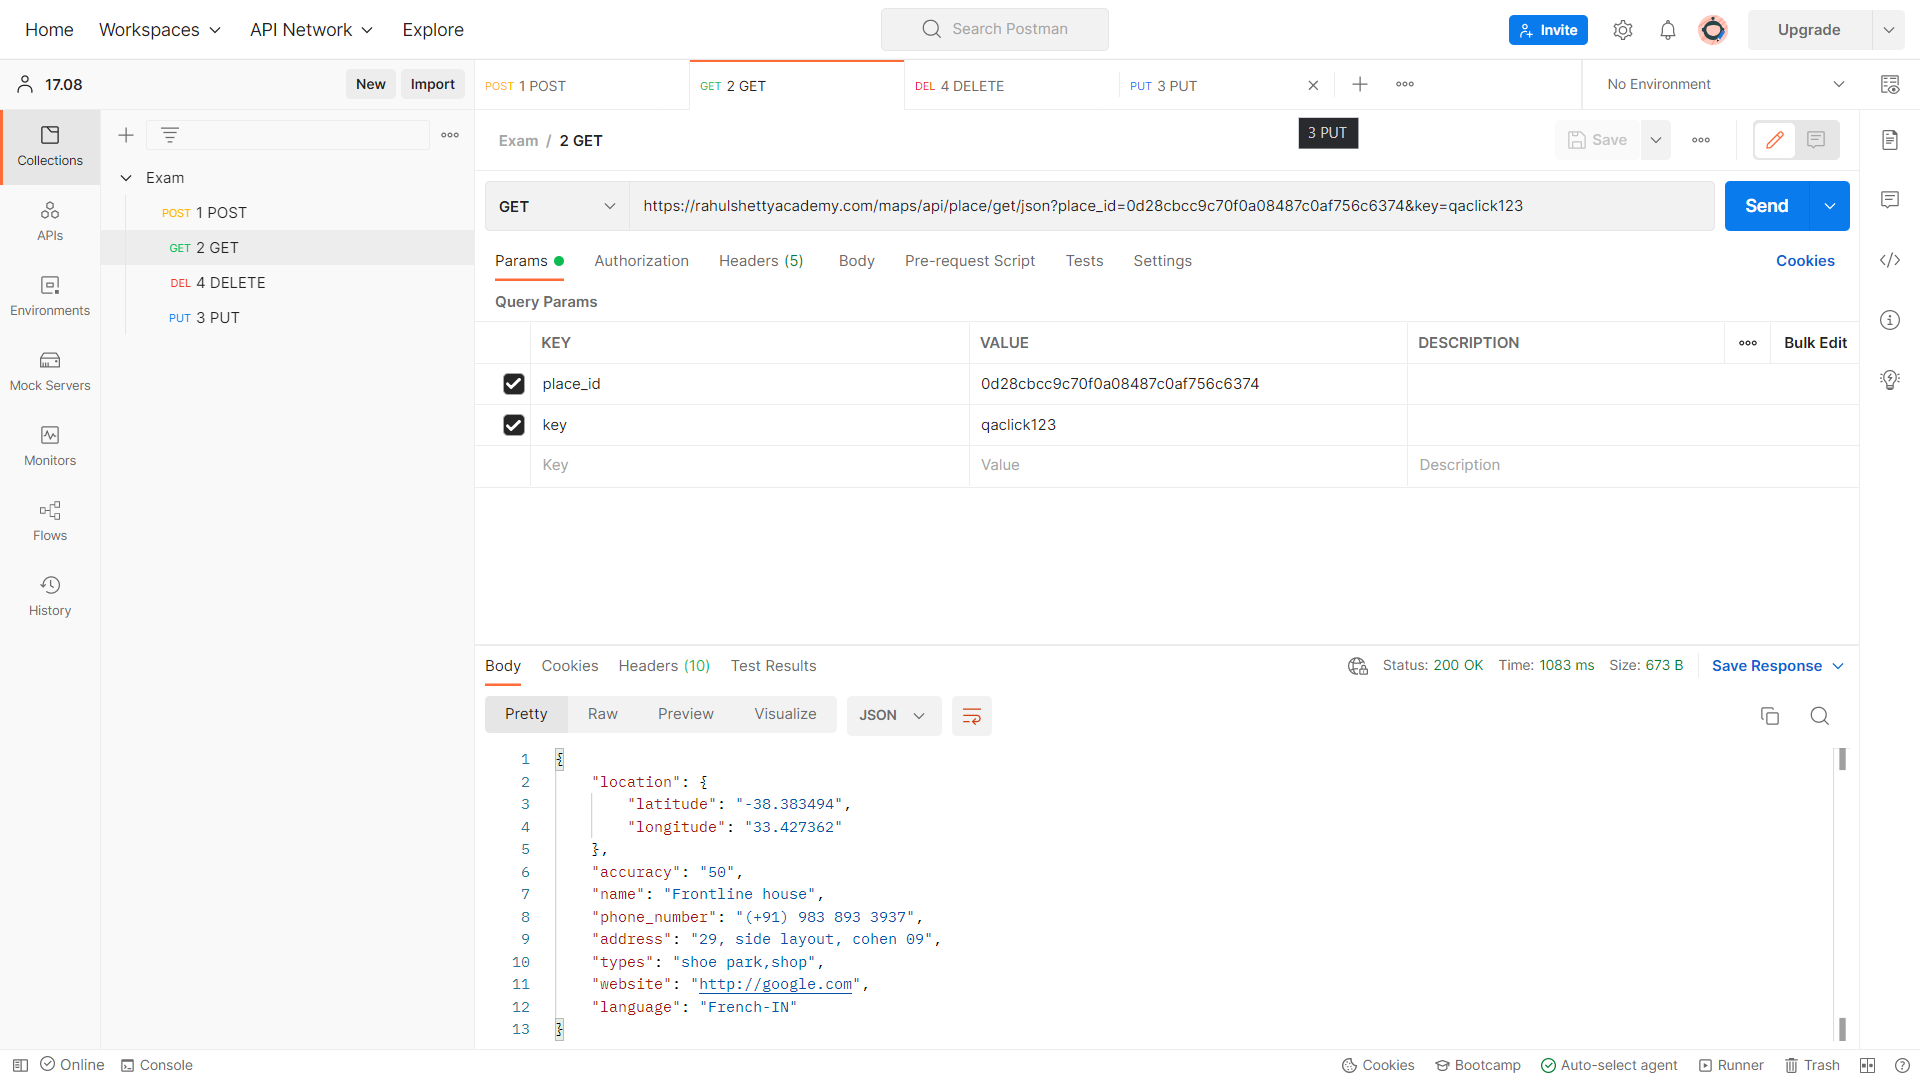 Home Workspaces API Network Explore Search Postman Invite Upgrade
17.08 New Import POST 1 POST GET 2 GET DEL 4 DELETE PUT 3 PUT No Environment
Collections
APIs
Environments
Mock Servers
Monitors
Flows
History
Exam
POST 1 POST
GET 2 GET
DEL 4 DELETE
PUT 3 PUT
Exam / 2 GET 3 PUT Save
GET https://rahulshettyacademy.com/maps/api/place/get/json?place_id=0d28cbcc9c70f0a08487c0af756c6374&key=qaclick123 Send
Params Authorization Headers (5) Body Pre-request Script Tests Settings Cookies
Query Params
KEY VALUE DESCRIPTION Bulk Edit
place_id 0d28cbcc9c70f0a08487c0af756c6374
key qaclick123
Key Value Description
Body Cookies Headers (10) Test Results Status: 200 OK Time: 1083 ms Size: 673 B Save Response
Pretty Raw Preview Visualize JSON
1 {
2 "location": {
3 "latitude": "-38.383494",
4 "longitude": "33.427362"
5 },
6 "accuracy": "50",
7 "name": "Frontline house",
8 "phone_number": "(+91) 983 893 3937",
9 "address": "29, side layout, cohen 09",
10 "types": "shoe park,shop",
11 "website": "http://google.com",
12 "language": "French-IN"
13 }
Online Console Cookies Bootcamp Auto-select agent Runner Trash